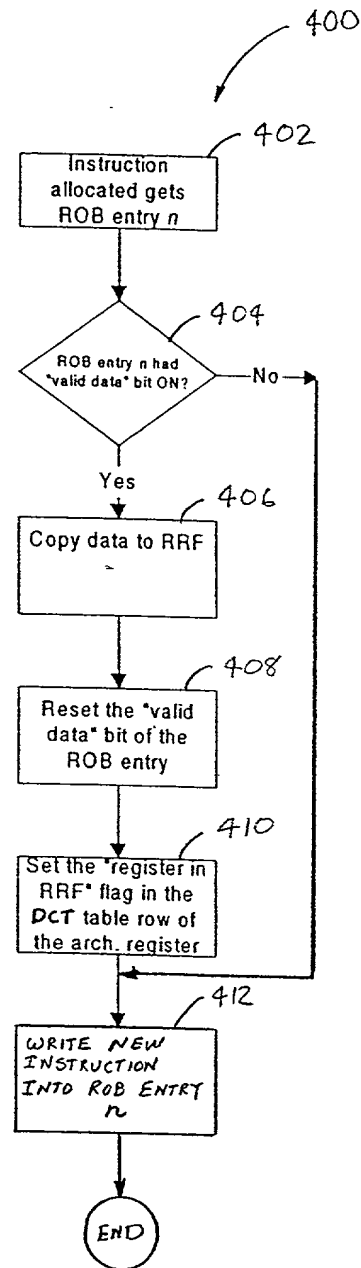 400
402
Instruction
allocated gets
ROB entry n
404
ROB entry n had
"valid data" bit ON?
No
Yes
406
Copy data to RRF
408
Reset the "valid
data" bit of the
ROB entry
410
Set the "register in
RRF" flag in the
DCT table row of
the arch. register
412
WRITE NEW
INSTRUCTION
INTO ROB ENTRY
n
END